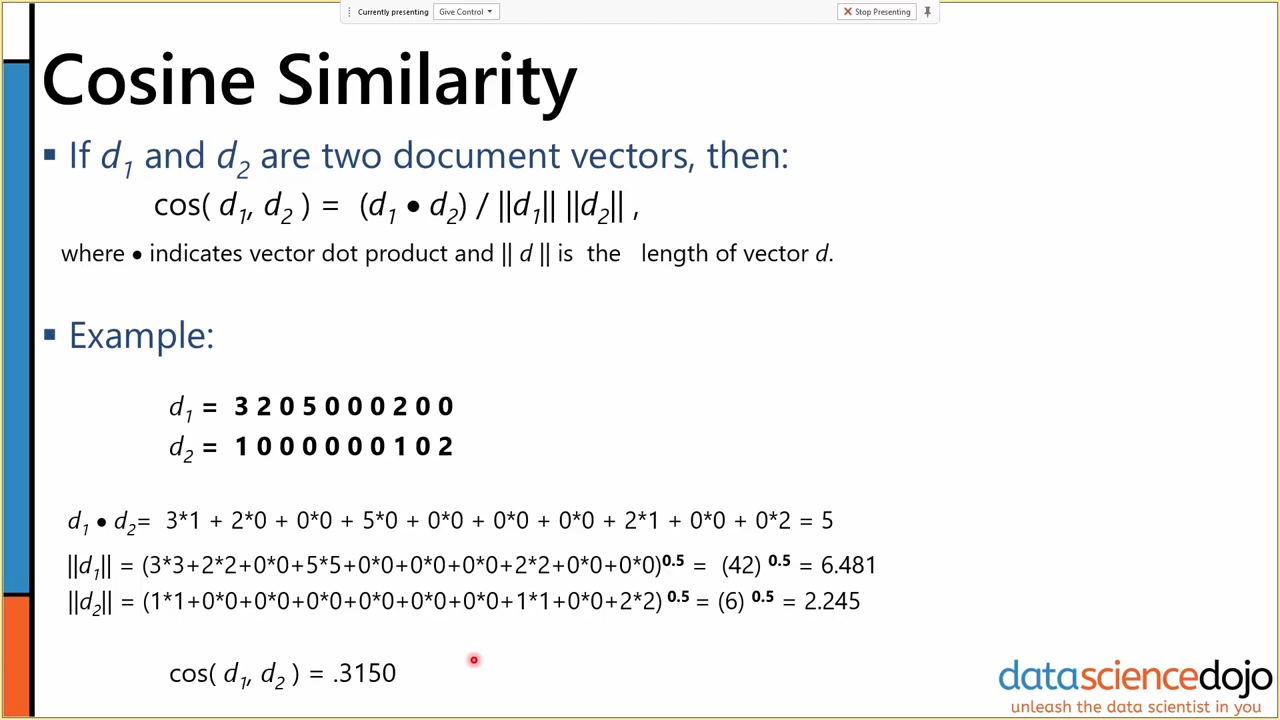 Currently presenting Give Control Stop Presenting
Cosine Similarity
▪ If d1 and d2 are two document vectors, then:
cos( d1, d2 ) = (d1 • d2) / ||d1|| ||d2|| ,
where • indicates vector dot product and || d || is the length of vector d.
▪ Example:
d1 = 3 2 0 5 0 0 0 2 0 0
d2 = 1 0 0 0 0 0 0 1 0 2
d1 • d2= 3*1 + 2*0 + 0*0 + 5*0 + 0*0 + 0*0 + 0*0 + 2*1 + 0*0 + 0*2 = 5
||d1|| = (3*3+2*2+0*0+5*5+0*0+0*0+0*0+2*2+0*0+0*0)0.5 = (42) 0.5 = 6.481
||d2|| = (1*1+0*0+0*0+0*0+0*0+0*0+0*0+1*1+0*0+2*2) 0.5 = (6) 0.5 = 2.245
cos( d1, d2 ) = .3150
datasciencedojo
unleash the data scientist in you